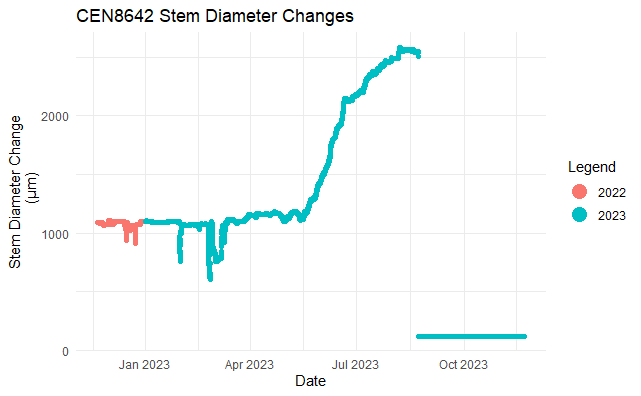 CEN8642 Stem Diameter Changes
Stem Diameter Change
(µm)
2000
1000
0
Jan 2023
Apr 2023
Jul 2023
Oct 2023
Date
Legend
2022
2023